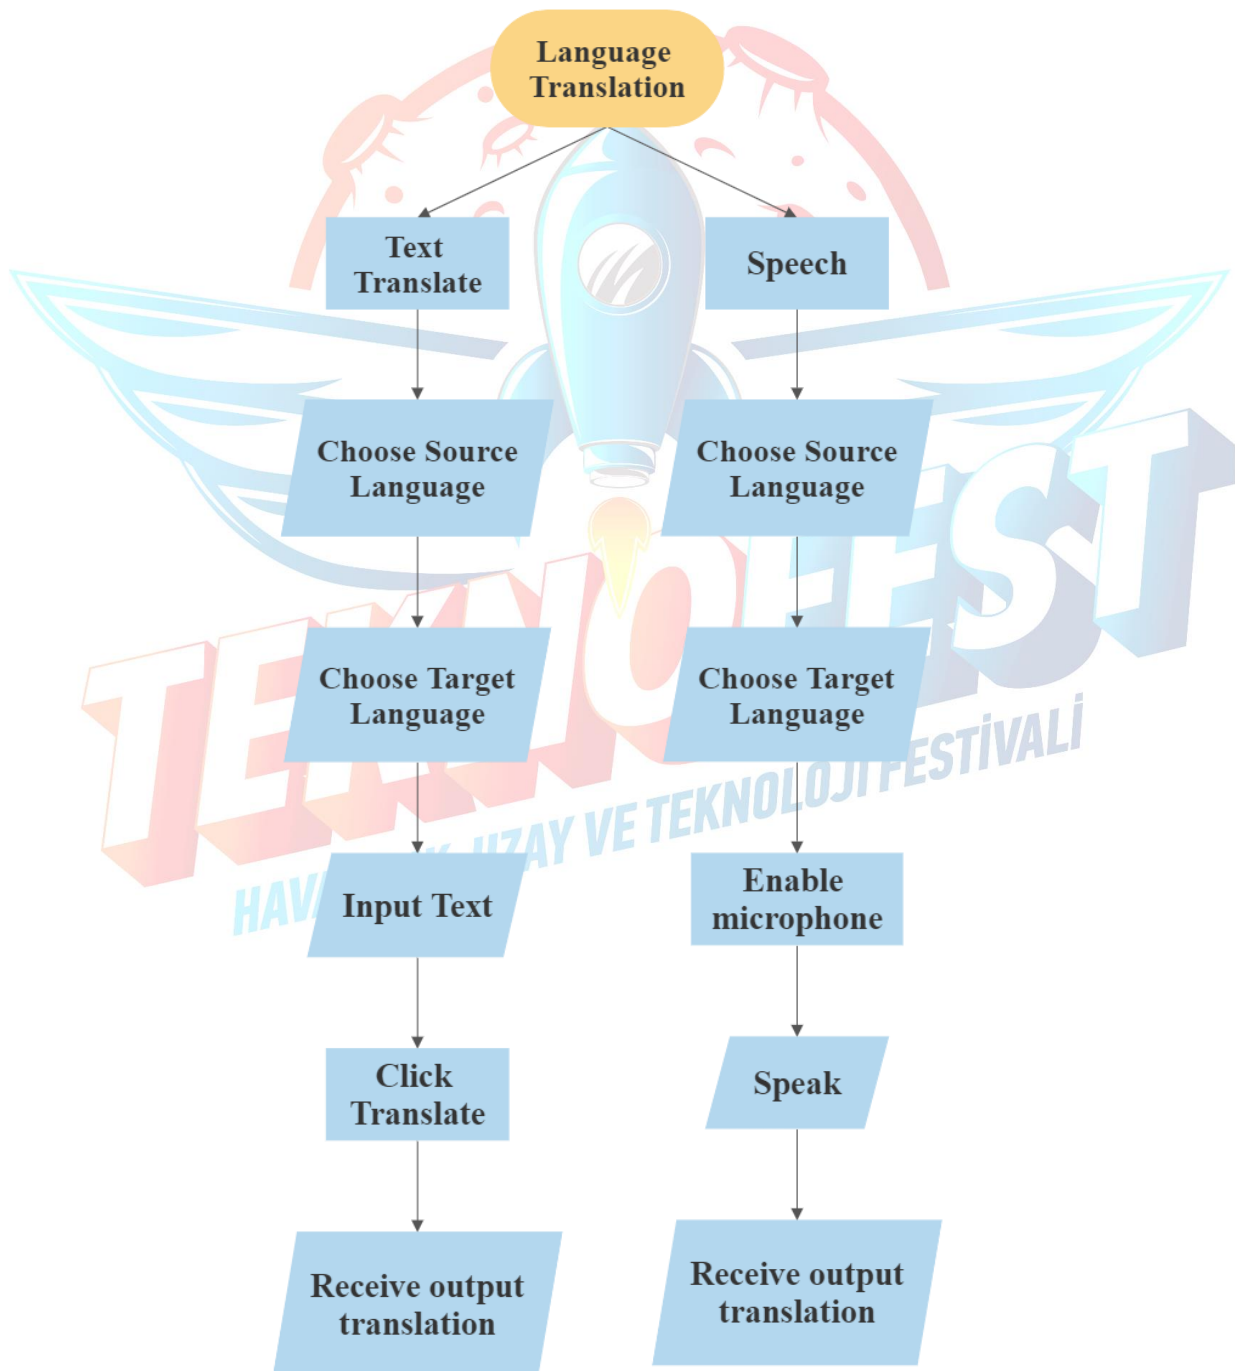 Language
Translation
Text
Translate
Speech
Choose Source
Language
Choose Source
Language
Choose Target
Language
Choose Target
Language
TEKNOFEST
UZAY VE TEKNOLOJİ FESTİVALİ
Input Text
Enable
microphone
Click
Translate
Speak
Receive output
translation
Receive output
translation